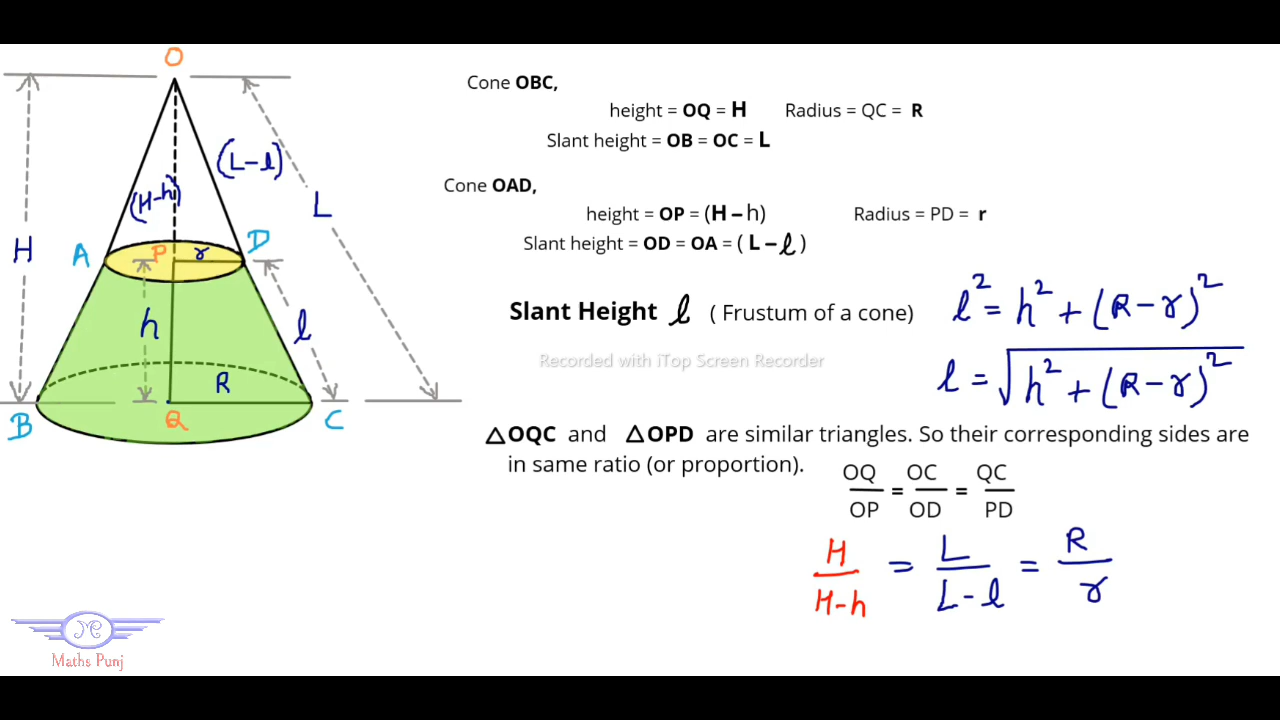 O
Cone OBC,
height = OQ = H Radius = QC = R
Slant height = OB = OC = L
(L-l)
(H-h)
L
Cone OAD,
height = OP = (H – h) Radius = PD = r
Slant height = OD = OA = ( L – l )
H
A P r D
h
l
R
B Q C
Slant Height l ( Frustum of a cone)
l² = h² + (R-r)²
Recorded with iTop Screen Recorder
l = √h² + (R-r)²
△OQC and △OPD are similar triangles. So their corresponding sides are
in same ratio (or proportion).
OQ/OP = OC/OD = QC/PD
H/H-h = L/L-l = R/r
Maths Punj